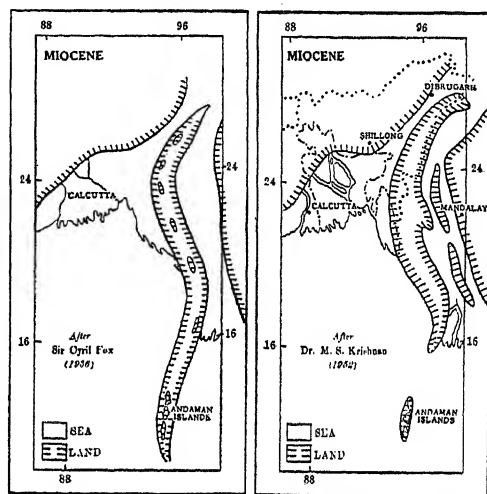 88
96
MIOCENE
24
24
CALCUTTA
16
16
After
Sir Cyril Fox
(1936)
ANDAMAN
ISLANDS
SEA
LAND
88
88
96
MIOCENE
DIBRUGARH
SHILLONG
24
24
CALCUTTA
MANDALAY
16
16
After
Dr. M. S. Krishnan
ANDAMAN
ISLANDS
SEA
LAND
88